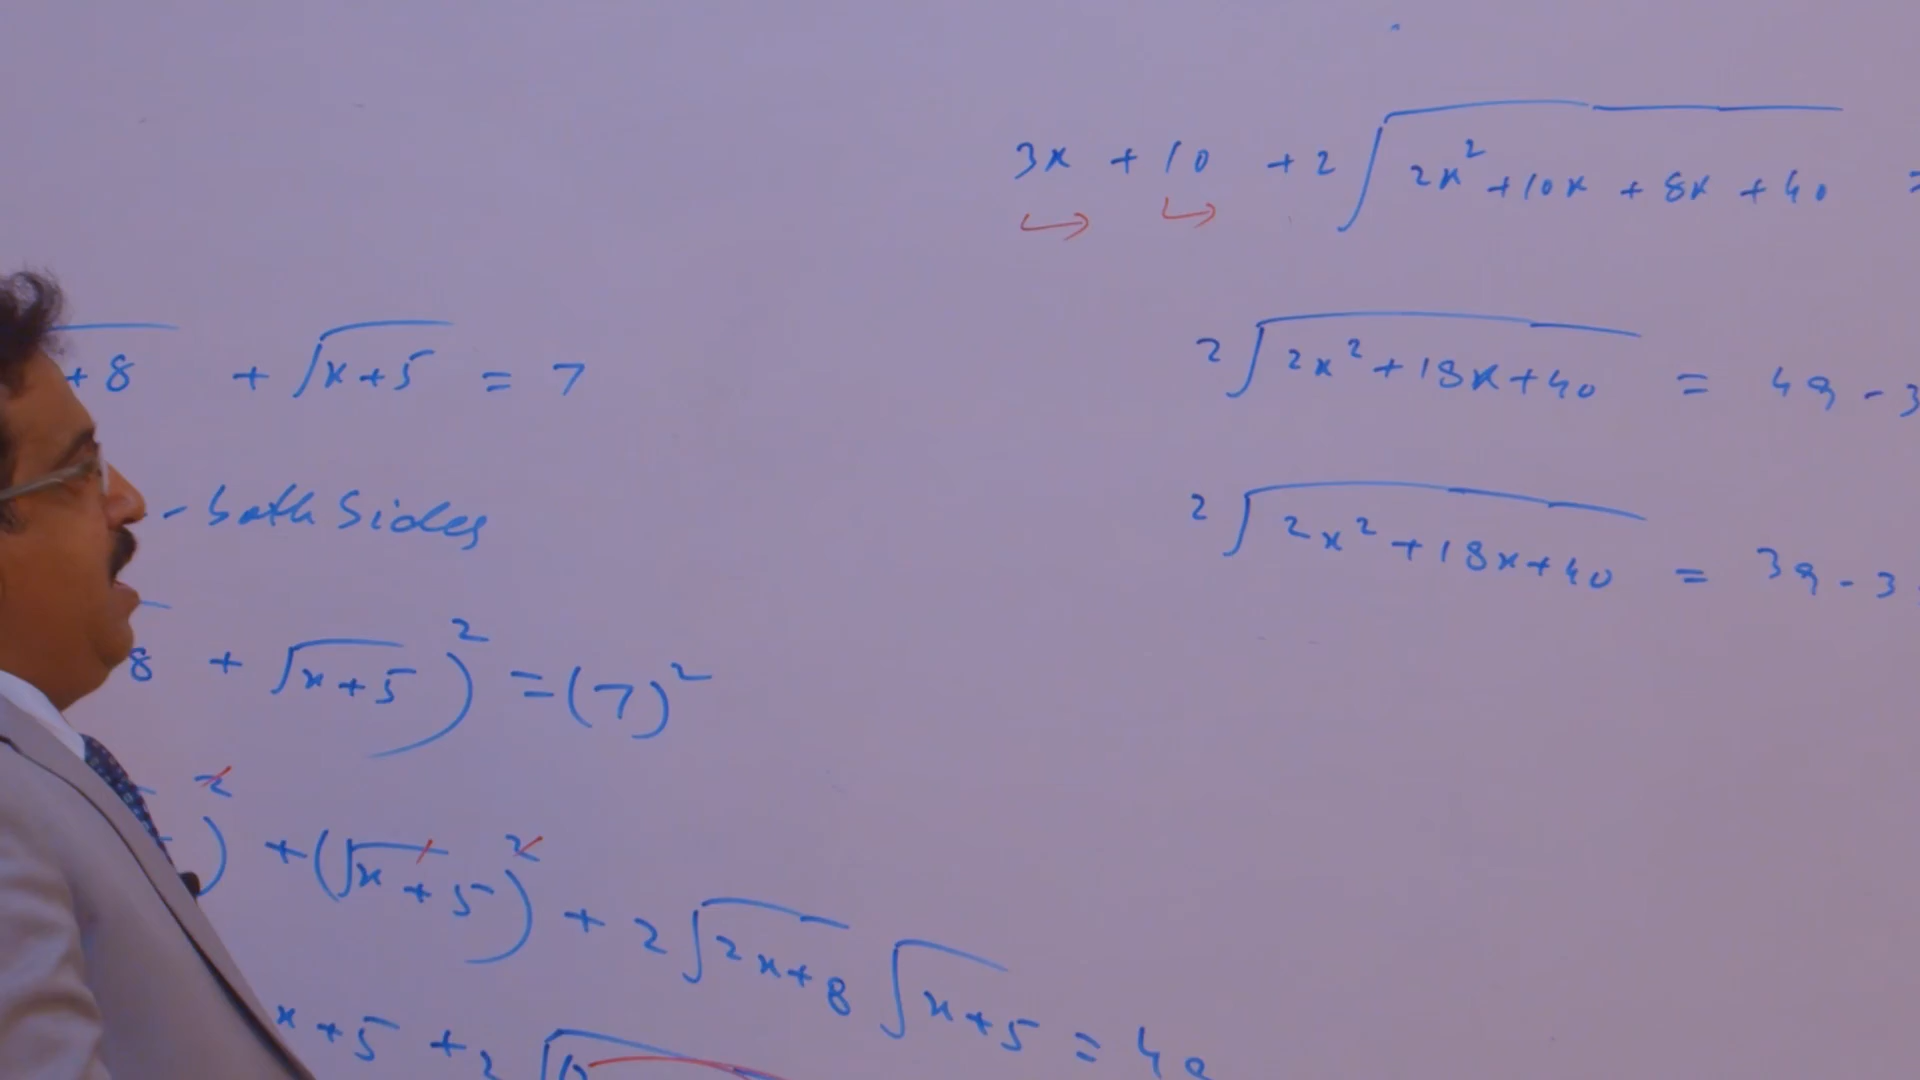 +8 + √x+5 = 7
- both Sides
8 + √x+5 )² = (7)²
)² + (√x+5)² + 2√2x+8 √x+5 = 49
x+5 + 2√(
3x + 10 + 2√2x²+10x+8x+40 =
2√2x²+18x+40 = 49 - 3
2√2x²+18x+40 = 39 - 3